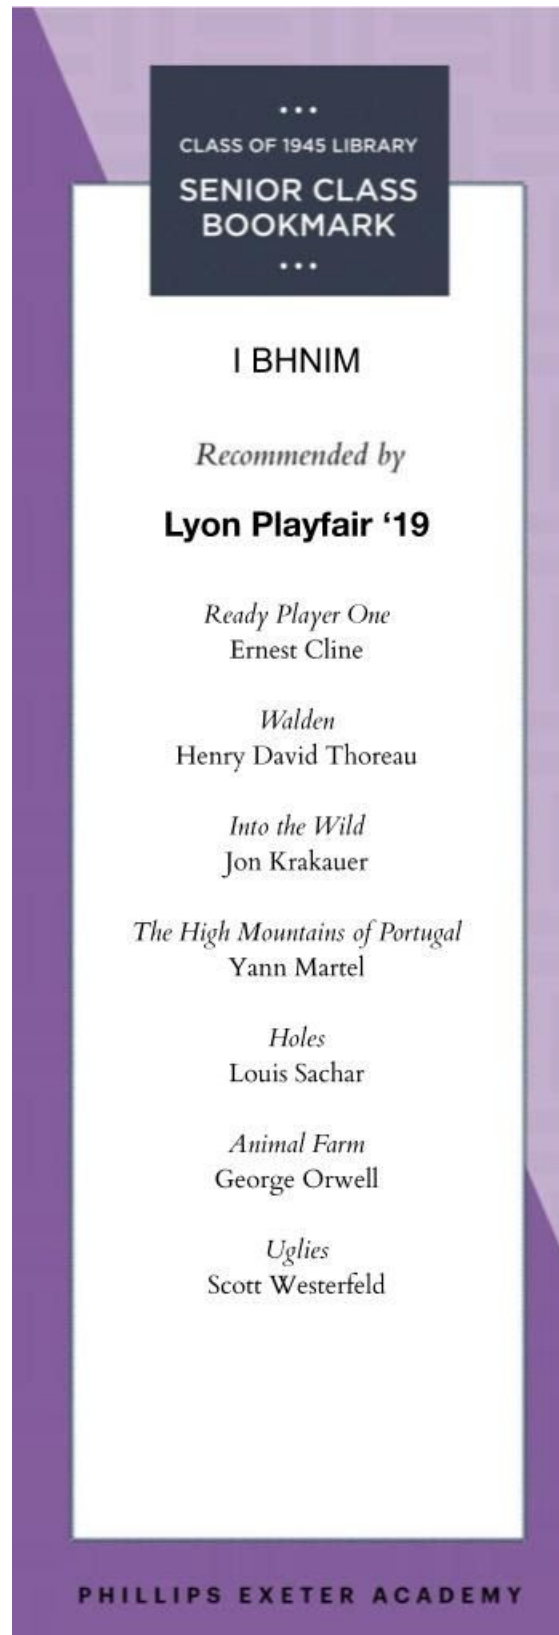 ...
CLASS OF 1945 LIBRARY
SENIOR CLASS
BOOKMARK
...
I BHNIM
Recommended by
Lyon Playfair ‘19
Ready Player One
Ernest Cline
Walden
Henry David Thoreau
Into the Wild
Jon Krakauer
The High Mountains of Portugal
Yann Martel
Holes
Louis Sachar
Animal Farm
George Orwell
Uglies
Scott Westerfeld
PHILLIPS EXETER ACADEMY